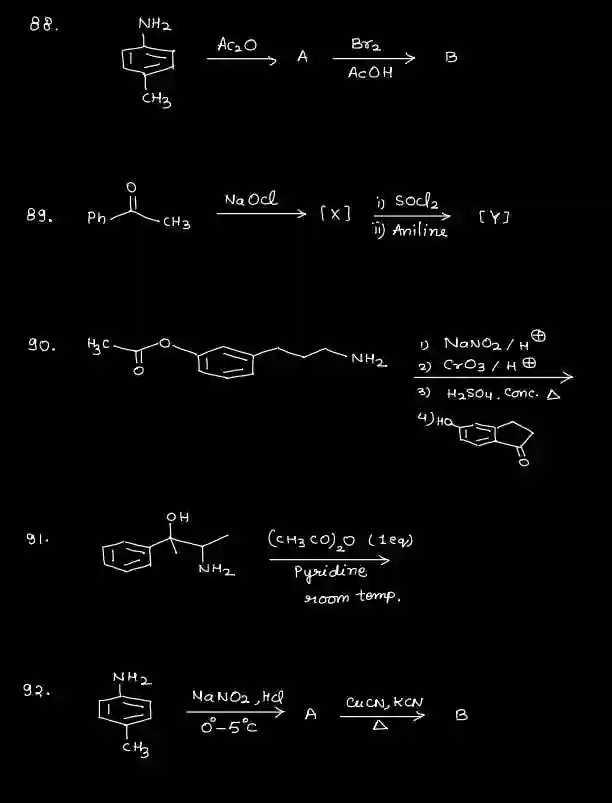 88.
NH2
CH3
Ac2O
A
Br2
AcOH
B
89.
Ph
O
CH3
NaOCl
[X]
i) SOCl2
ii) Aniline
[Y]
90.
H3C
O
O
NH2
1) NaNO2 / H ⊕
2) CrO3 / H ⊕
3) H2SO4, Conc. Δ
4) HO
O
91.
OH
NH2
(CH3CO)2O (1eq)
Pyridine
room temp.
92.
NH2
CH3
NaNO2, HCl
0°-5°C
A
CuCN, KCN
Δ
B